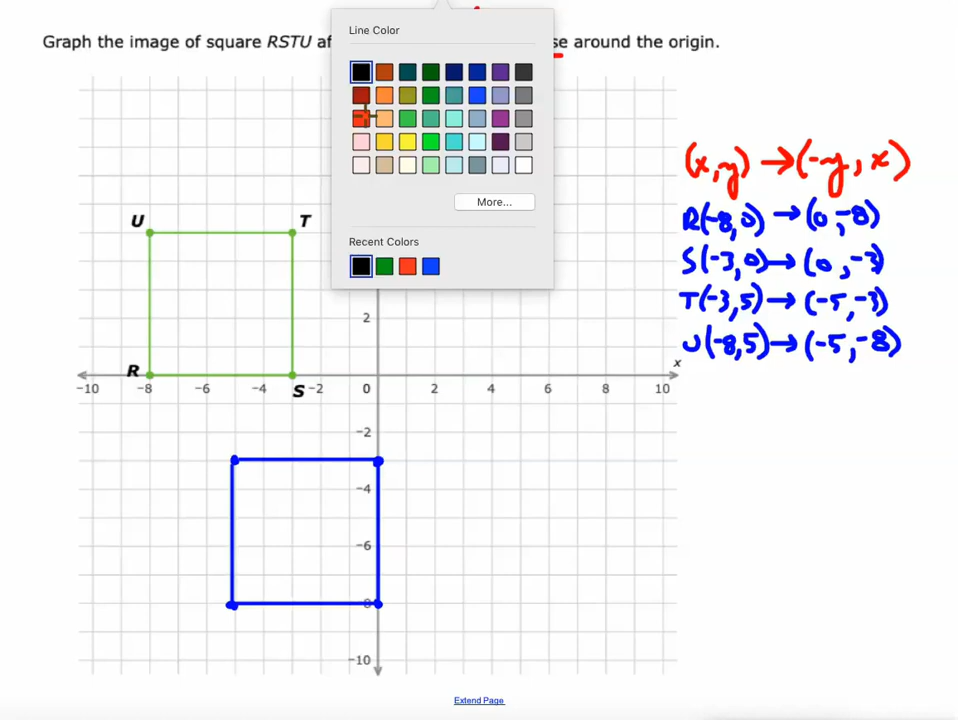 Line Color
Graph the image of square RSTU af se around the origin.
(x,y) → (-y, x)
More...
R(-8,0) → (0,-8)
U T
Recent Colors
S(-3,0) → (0,-3)
T(-3,5) → (-5,-3)
2
U(-8,5) → (-5,-8)
x
R
-10 -8 -6 -4 S -2 0 2 4 6 8 10
-2
-4
-6
-10
Extend Page